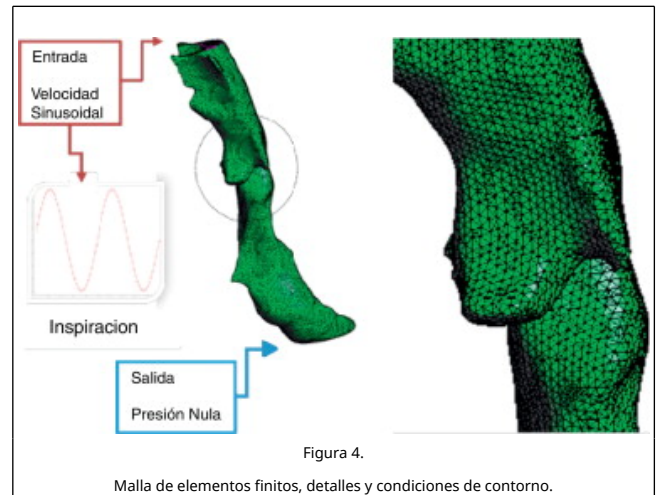 Entrada
Velocidad
Sinusoidal
Inspiracion
Salida
Presión Nula
Figura 4.
Malla de elementos finitos, detalles y condiciones de contorno.